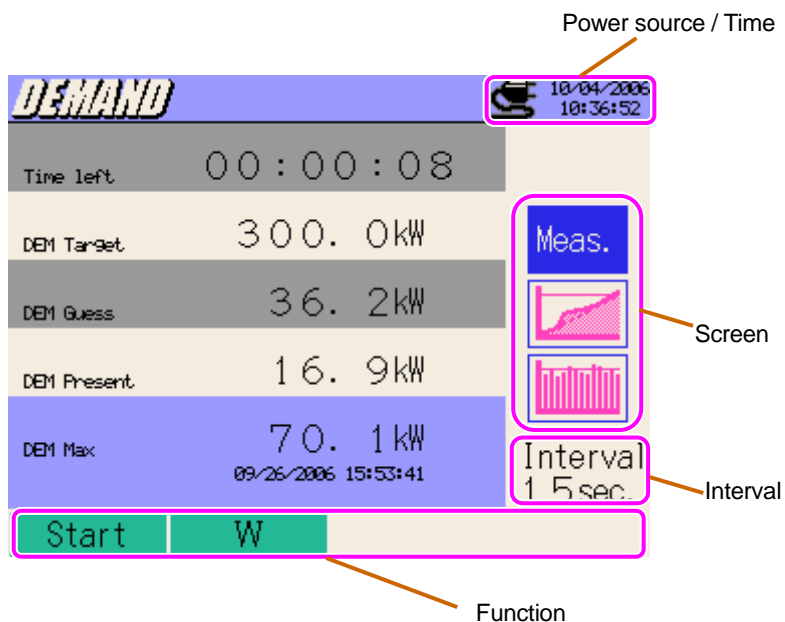 Power source / Time
DEMAND
10/04/2006
10:36:52
Time left 00:00:08
DEM Target 300.0kW
Meas.
DEM Guess 36.2kW
Screen
DEM Present 16.9kW
DEM Max 70.1kW
09/26/2006 15:53:41
Interval
15sec.
Interval
Start W
Function